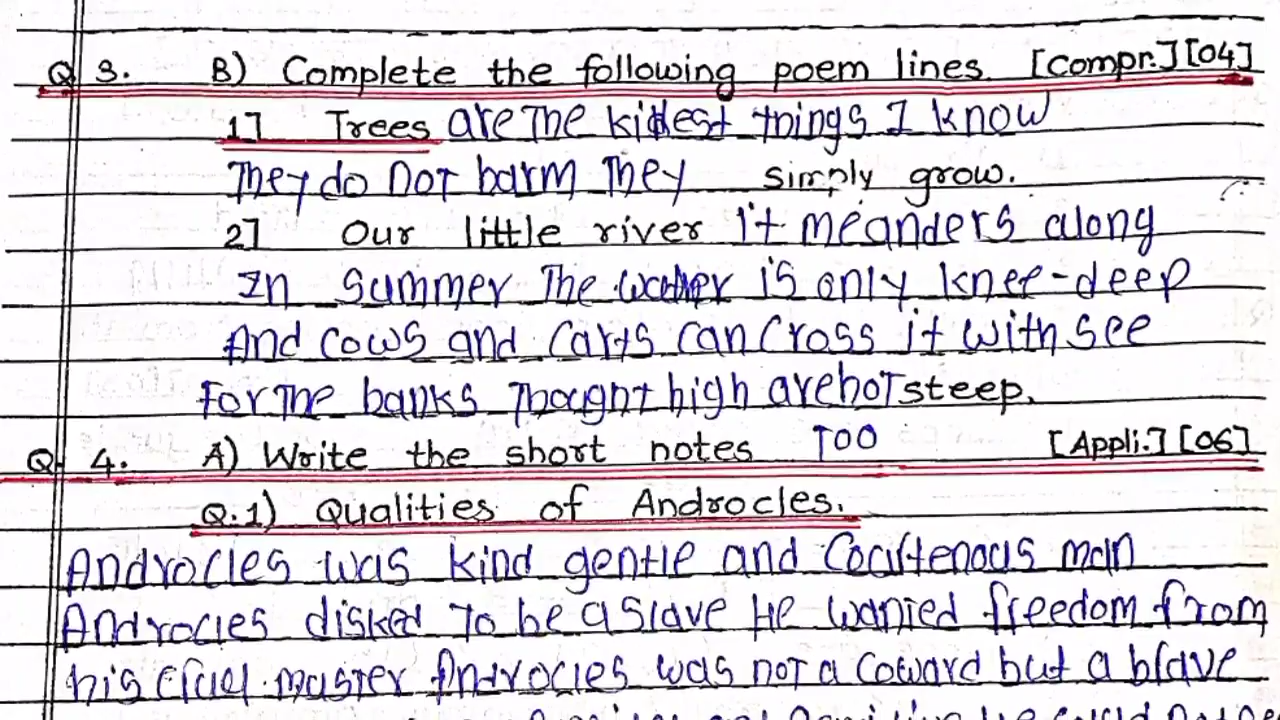 Q 3. B) Complete the following poem lines. [Compr.] [04]
1] Trees are The kindest things I know
They do not harm They simply grow.
2] Our little river it meanders along
In summer The water is only knee-deep
And cows and carts can cross it with see
for The banks Thought high are not steep.
Q 4. A) Write the short notes TOO [Appli.] [06]
Q.1) Qualities of Androcles.
Androcles was kind gentle and Courtenous man
Androcles disked To be a slave He wanied freedom from
his cruel master Androcles was not a coward but a brave